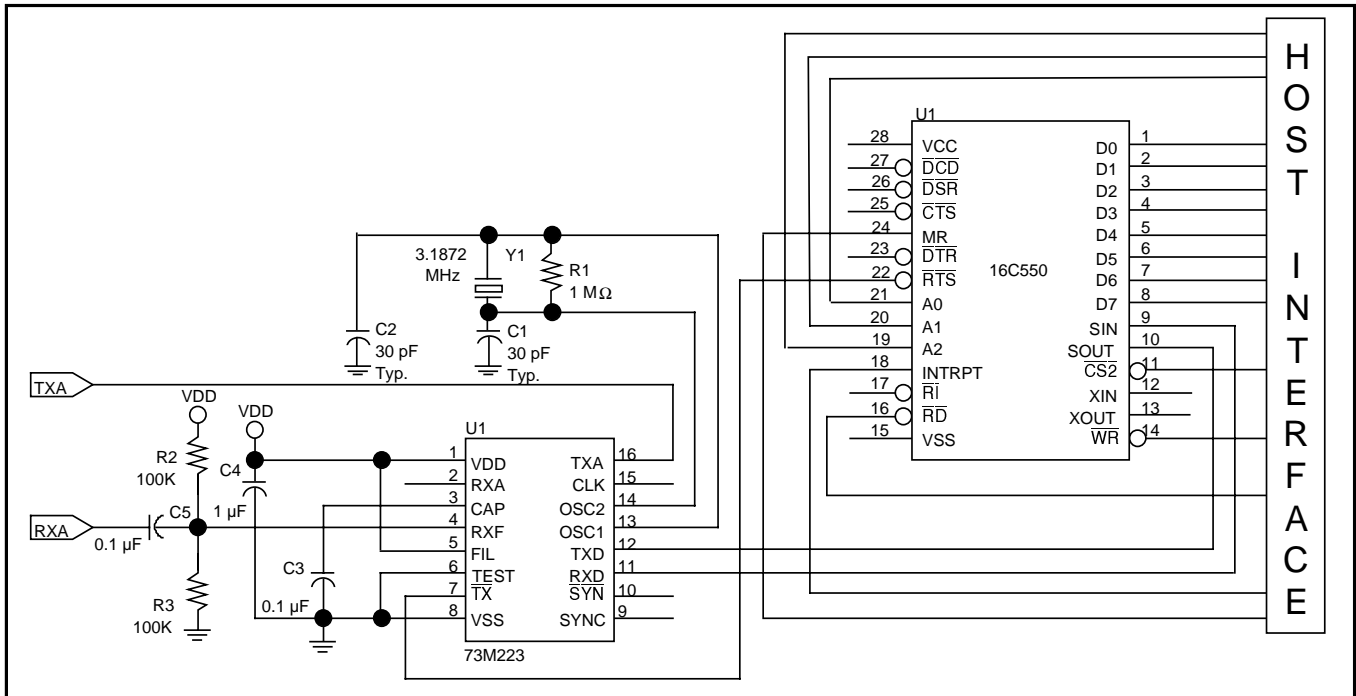 HOST INTERFACE
U1
28 VCC
27 DCD
26 DSR
25 CTS
24 MR
23 DTR
22 RTS
21 A0
20 A1
19 A2
18 INTRPT
17 RI
16 RD
15 VSS
16C550
D0 1
D1 2
D2 3
D3 4
D4 5
D5 6
D6 7
D7 8
SIN 9
SOUT 10
CS2 11
XIN 12
XOUT 13
WR 14
3.1872
MHz
Y1
R1
1 MΩ
C2
30 pF
Typ.
C1
30 pF
Typ.
TXA
VDD
VDD
R2
100K
C4
1 µF
RXA
C5
0.1 µF
R3
100K
C3
0.1 µF
U1
1 VDD
2 RXA
3 CAP
4 RXF
5 FIL
6 TEST
7 TX
8 VSS
TXA 16
CLK 15
OSC2 14
OSC1 13
TXD 12
RXD 11
SYN 10
SYNC 9
73M223